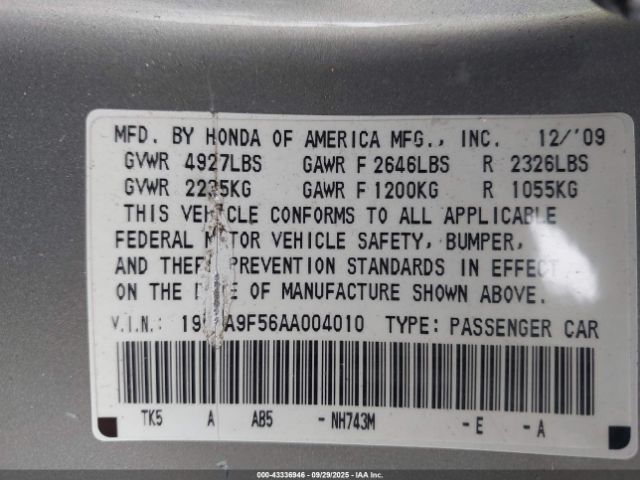 MFD. BY HONDA OF AMERICA MFG., INC. 12/'09
GVWR 4927LBS GAWR F 2646LBS R 2326LBS
GVWR 2235KG GAWR F 1200KG R 1055KG
THIS VEHICLE CONFORMS TO ALL APPLICABLE
FEDERAL MOTOR VEHICLE SAFETY, BUMPER,
AND THEFT PREVENTION STANDARDS IN EFFECT
ON THE DATE OF MANUFACTURE SHOWN ABOVE.
V.I.N.: TYPE: PASSENGER CAR
TK5 A AB5 -NH743M -E -A
000-43336946 - 09/29/2025 - IAA Inc. - Copyright